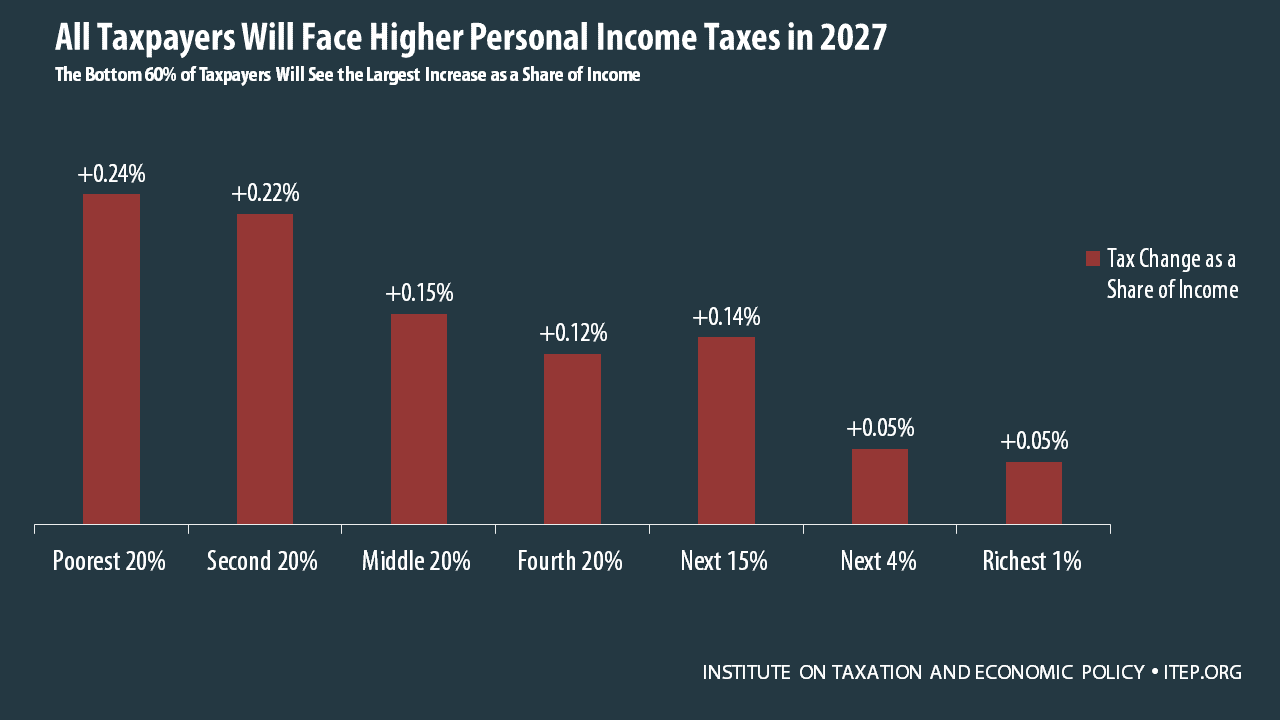 All Taxpayers Will Face Higher Personal Income Taxes in 2027
The Bottom 60% of Taxpayers Will See the Largest Increase as a Share of Income
+0.24%
+0.22%
+0.15%
+0.12%
+0.14%
+0.05%
+0.05%
Tax Change as a
Share of Income
Poorest 20%
Second 20%
Middle 20%
Fourth 20%
Next 15%
Next 4%
Richest 1%
INSTITUTE ON TAXATION AND ECONOMIC POLICY • ITEP.ORG